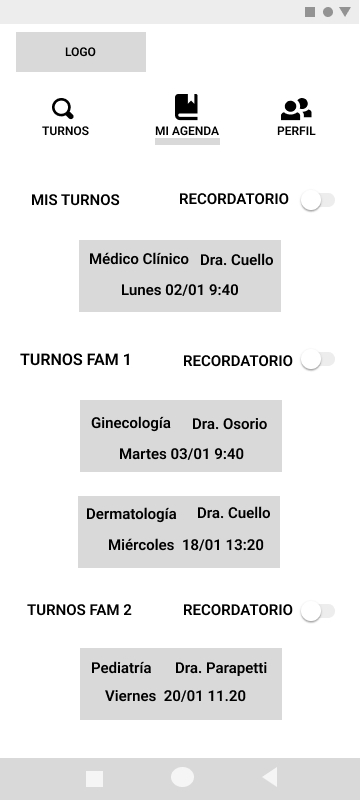 LOGO
TURNOS MI AGENDA PERFIL
MIS TURNOS RECORDATORIO
Médico Clínico Dra. Cuello
Lunes 02/01 9:40
TURNOS FAM 1 RECORDATORIO
Ginecología Dra. Osorio
Martes 03/01 9:40
Dermatología Dra. Cuello
Miércoles 18/01 13:20
TURNOS FAM 2 RECORDATORIO
Pediatría Dra. Parapetti
Viernes 20/01 11.20